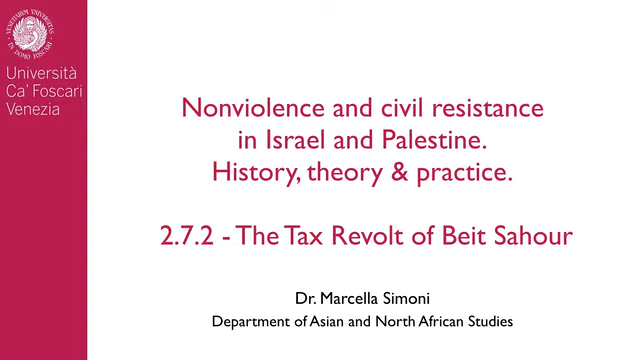 Università
Ca' Foscari
Venezia
Nonviolence and civil resistance
in Israel and Palestine.
History, theory & practice.
2.7.2 - The Tax Revolt of Beit Sahour
Dr. Marcella Simoni
Department of Asian and North African Studies